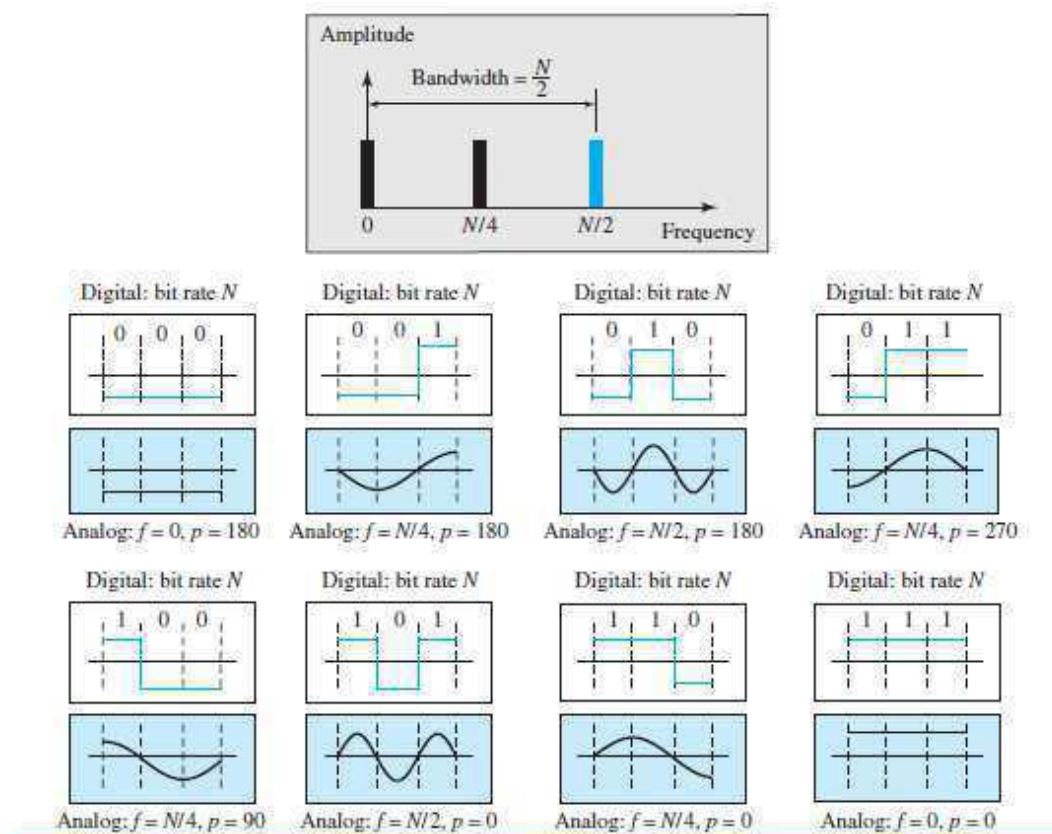 Amplitude
Bandwidth = N/2
0 N/4 N/2 Frequency
Digital: bit rate N Digital: bit rate N Digital: bit rate N Digital: bit rate N
0 0 0 0 0 1 0 1 0 0 1 1
Analog: f = 0, p = 180 Analog: f = N/4, p = 180 Analog: f = N/2, p = 180 Analog: f = N/4, p = 270
Digital: bit rate N Digital: bit rate N Digital: bit rate N Digital: bit rate N
1 0 0 1 0 1 1 1 0 1 1 1
Analog: f = N/4, p = 90 Analog: f = N/2, p = 0 Analog: f = N/4, p = 0 Analog: f = 0, p = 0